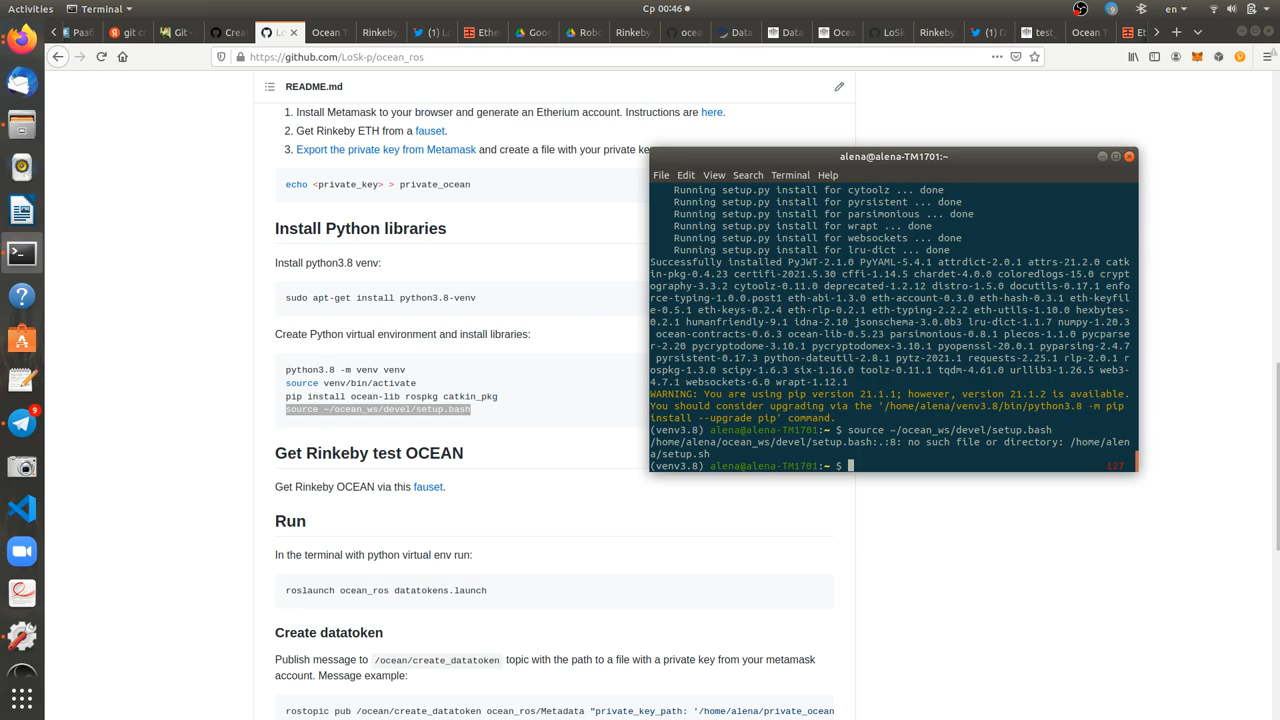 Activities
Terminal
Ср 00:46
en
Разб
git cr
Git -
Creа
Lo
Ocean T
Rinkeby
(1) L
Ethe
Goog
Robo
Rinkeby
ocea
Data
Data
Ocea
LoSk
Rinkeby
(1) D
test_
Ocean T
Et
https://github.com/LoSk-p/ocean_ros
README.md
1. Install Metamask to your browser and generate an Etherium account. Instructions are here.
2. Get Rinkeby ETH from a fauset.
3. Export the private key from Metamask and create a file with your private ke
echo <private_key> > private_ocean
Install Python libraries
Install python3.8 venv:
sudo apt-get install python3.8-venv
Create Python virtual environment and install libraries:
python3.8 -m venv venv
source venv/bin/activate
pip install ocean-lib rospkg catkin_pkg
source ~/ocean_ws/devel/setup.bash
Get Rinkeby test OCEAN
Get Rinkeby OCEAN via this fauset.
Run
In the terminal with python virtual env run:
roslaunch ocean_ros datatokens.launch
Create datatoken
Publish message to /ocean/create_datatoken topic with the path to a file with a private key from your metamask
account. Message example:
rostopic pub /ocean/create_datatoken ocean_ros/Metadata "private_key_path: '/home/alena/private_ocean
alena@alena-TM1701:~
File Edit View Search Terminal Help
Running setup.py install for cytoolz ... done
Running setup.py install for pyrsistent ... done
Running setup.py install for parsimonious ... done
Running setup.py install for wrapt ... done
Running setup.py install for websockets ... done
Running setup.py install for lru-dict ... done
Successfully installed PyJWT-2.1.0 PyYAML-5.4.1 attrdict-2.0.1 attrs-21.2.0 catk
in-pkg-0.4.23 certifi-2021.5.30 cffi-1.14.5 chardet-4.0.0 coloredlogs-15.0 crypt
ography-3.3.2 cytoolz-0.11.0 deprecated-1.2.12 distro-1.5.0 docutils-0.17.1 enfo
rce-typing-1.0.0.post1 eth-abi-1.3.0 eth-account-0.3.0 eth-hash-0.3.1 eth-keyfil
e-0.5.1 eth-keys-0.2.4 eth-rlp-0.2.1 eth-typing-2.2.2 eth-utils-1.10.0 hexbytes-
0.2.1 humanfriendly-9.1 idna-2.10 jsonschema-3.0.0b3 lru-dict-1.1.7 numpy-1.20.3
ocean-contracts-0.6.3 ocean-lib-0.5.23 parsimonious-0.8.1 plecos-1.1.0 pycparse
r-2.20 pycryptodome-3.10.1 pycryptodomex-3.10.1 pyopenssl-20.0.1 pyparsing-2.4.7
pyrsistent-0.17.3 python-dateutil-2.8.1 pytz-2021.1 requests-2.25.1 rlp-2.0.1 r
ospkg-1.3.0 scipy-1.6.3 six-1.16.0 toolz-0.11.1 tqdm-4.61.0 urllib3-1.26.5 web3-
4.7.1 websockets-6.0 wrapt-1.12.1
WARNING: You are using pip version 21.1.1; however, version 21.1.2 is available.
You should consider upgrading via the '/home/alena/venv3.8/bin/python3.8 -m pip
install --upgrade pip' command.
(venv3.8) alena@alena-TM1701:~ $ source ~/ocean_ws/devel/setup.bash
/home/alena/ocean_ws/devel/setup.bash:.:8: no such file or directory: /home/alen
a/setup.sh
(venv3.8) alena@alena-TM1701:~ $
127
9